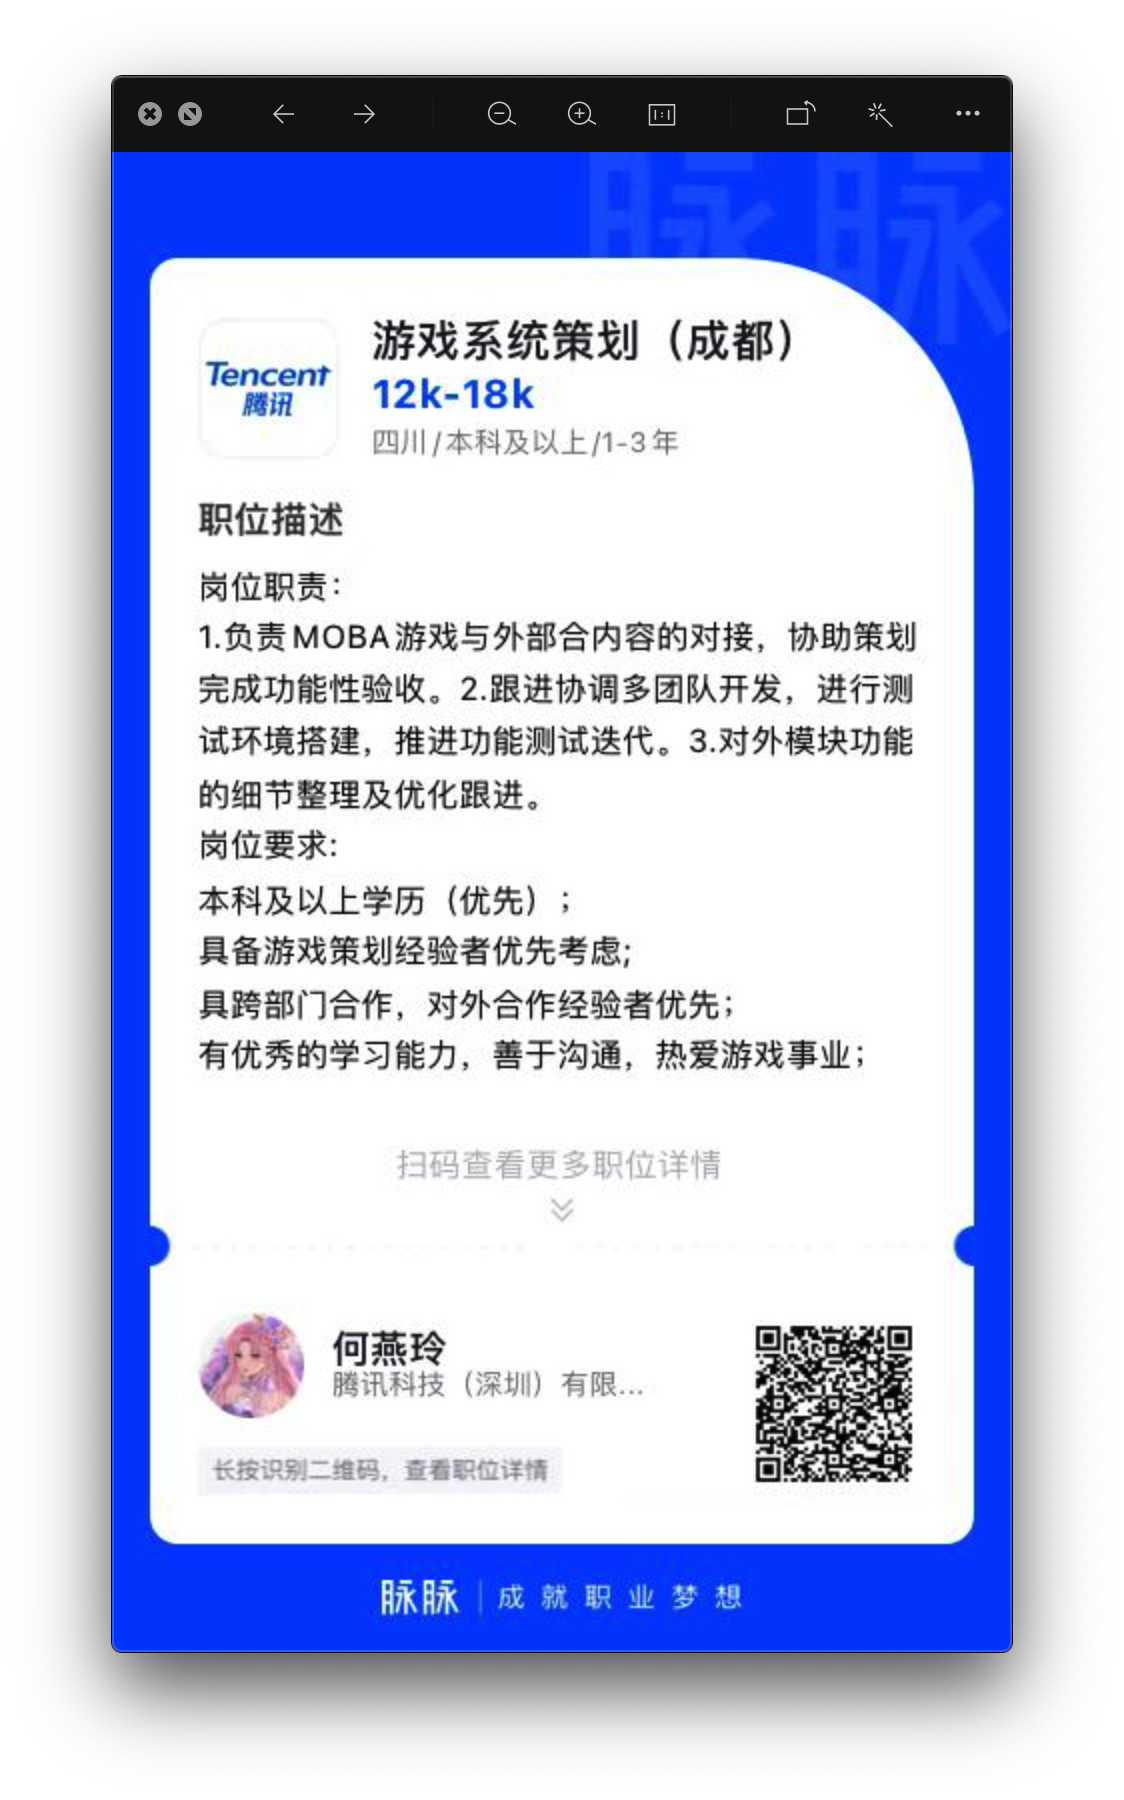 脉脉
Tencent
腾讯
游戏系统策划（成都）
12k-18k
四川/本科及以上/1-3年
职位描述
岗位职责：
1.负责MOBA游戏与外部合内容的对接，协助策划
完成功能性验收。2.跟进协调多团队开发，进行测
试环境搭建，推进功能测试迭代。3.对外模块功能
的细节整理及优化跟进。
岗位要求:
本科及以上学历（优先）；
具备游戏策划经验者优先考虑;
具跨部门合作，对外合作经验者优先；
有优秀的学习能力，善于沟通，热爱游戏事业；
扫码查看更多职位详情
何燕玲
腾讯科技（深圳）有限...
长按识别二维码，查看职位详情
脉脉 | 成就职业梦想